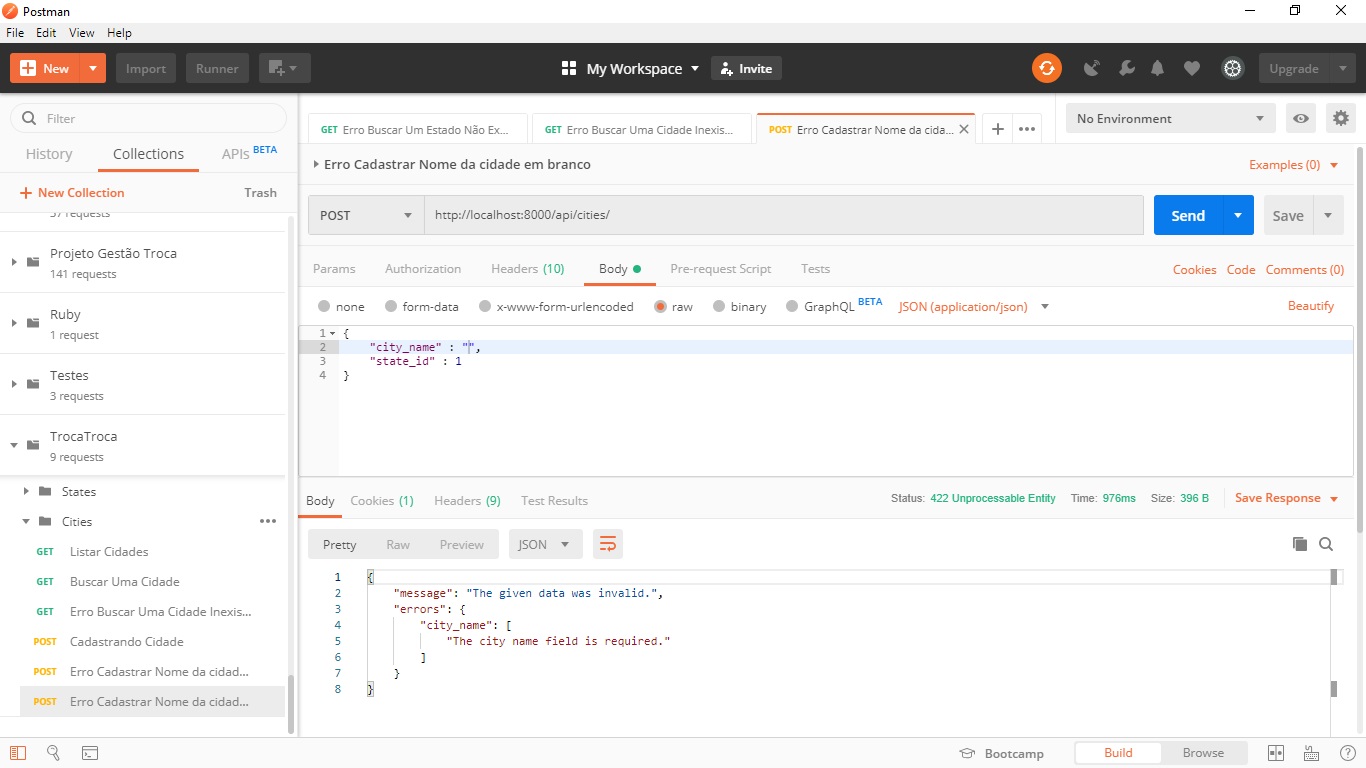 Postman
File Edit View Help
New Import Runner My Workspace Invite Upgrade
Filter
History Collections APIs BETA
New Collection Trash
37 requests
Projeto Gestão Troca
141 requests
Ruby
1 request
Testes
3 requests
TrocaTroca
9 requests
States
Cities
GET Listar Cidades
GET Buscar Uma Cidade
GET Erro Buscar Uma Cidade Inexis...
POST Cadastrando Cidade
POST Erro Cadastrar Nome da cidad...
POST Erro Cadastrar Nome da cidad...
GET Erro Buscar Um Estado Não Ex... GET Erro Buscar Uma Cidade Inexis... POST Erro Cadastrar Nome da cida... No Environment
Erro Cadastrar Nome da cidade em branco Examples (0)
POST http://localhost:8000/api/cities/ Send Save
Params Authorization Headers (10) Body Pre-request Script Tests Cookies Code Comments (0)
none form-data x-www-form-urlencoded raw binary GraphQL BETA JSON (application/json) Beautify
1 {
2 "city_name" : "",
3 "state_id" : 1
4 }
Body Cookies (1) Headers (9) Test Results Status: 422 Unprocessable Entity Time: 976ms Size: 396 B Save Response
Pretty Raw Preview JSON
1 {
2 "message": "The given data was invalid.",
3 "errors": {
4 "city_name": [
5 "The city name field is required."
6 ]
7 }
8 }
Bootcamp Build Browse